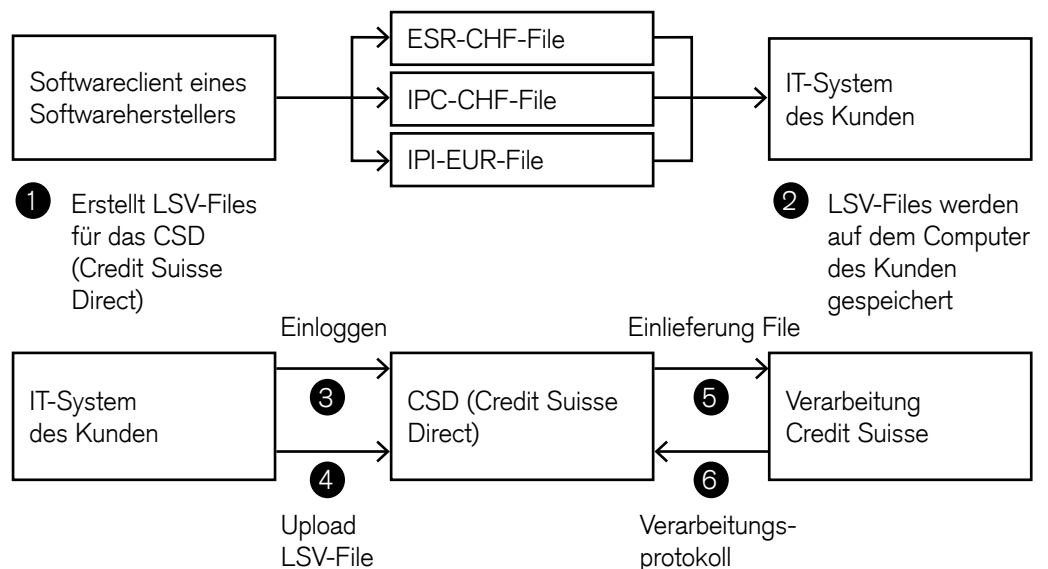 Softwareclient eines
Softwareherstellers
ESR-CHF-File
IPC-CHF-File
IPI-EUR-File
IT-System
des Kunden
1 Erstellt LSV-Files
für das CSD
(Credit Suisse
Direct)
2 LSV-Files werden
auf dem Computer
des Kunden
gespeichert
IT-System
des Kunden
Einloggen
3
4
Upload
LSV-File
CSD (Credit Suisse
Direct)
Einlieferung File
5
6
Verarbeitungs-
protokoll
Verarbeitung
Credit Suisse